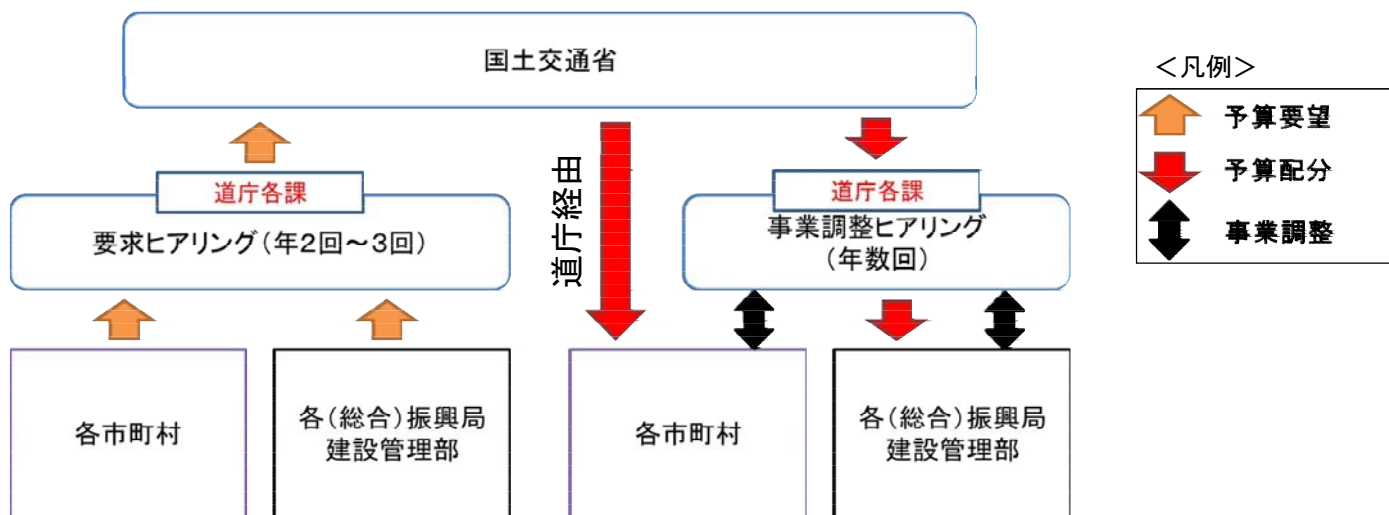 国土交通省
＜凡例＞
予算要望
予算配分
事業調整
道庁各課
要求ヒアリング（年2回～3回）
道庁経由
道庁各課
事業調整ヒアリング
（年数回）
各市町村
各（総合）振興局
建設管理部
各市町村
各（総合）振興局
建設管理部